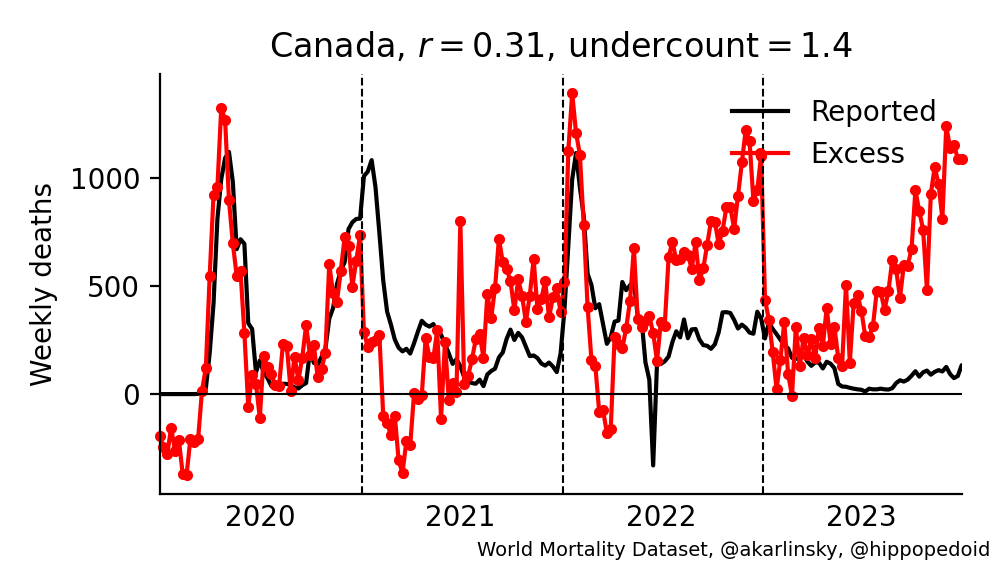 Canada, r = 0.31, undercount = 1.4
Weekly deaths
1000
500
0
Reported
Excess
2020 2021 2022 2023
World Mortality Dataset, @akarlinsky, @hippopedoid